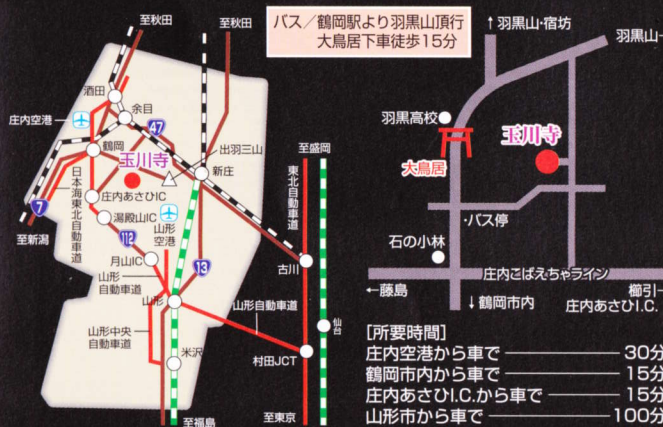 バス／鶴岡駅より羽黒山頂行
大鳥居下車徒歩15分
至秋田
至秋田
酒田
余目
庄内空港
47
鶴岡
玉川寺
出羽三山
新庄
至盛岡
東北自動車道
日本海東北自動車道
7
至新潟
庄内あさひIC
湯殿山IC
112
山形
空港
月山IC
山形
自動車道
13
古川
山形
山形自動車道
仙台
山形中央
自動車道
米沢
村田JCT
至福島
至東京
↑羽黒山・宿坊
羽黒山
羽黒高校
大鳥居
玉川寺
・バス停
石の小林
庄内こばえちゃライン
←藤島
↓鶴岡市内
櫛引→
庄内あさひI.C.
[所要時間]
庄内空港から車で 30分
鶴岡市内から車で 15分
庄内あさひI.C.から車で 15分
山形市から車で 100分